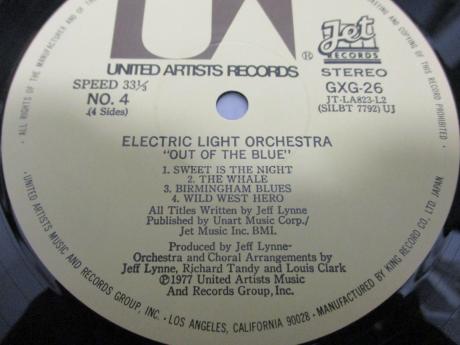 Jet
RECORDS
®
UNITED ARTISTS RECORDS
STEREO
SPEED 33⅓
NO. 4
(4 Sides)
GXG-26
JT-LA823-L2
(SILBT 7792) UJ
ELECTRIC LIGHT ORCHESTRA
"OUT OF THE BLUE"
1. SWEET IS THE NIGHT
2. THE WHALE
3. BIRMINGHAM BLUES
4. WILD WEST HERO
All Titles Written by Jeff Lynne
Published by Unart Music Corp./
Jet Music Inc. BMI.
Produced by Jeff Lynne-
Orchestra and Choral Arrangements by
Jeff Lynne, Richard Tandy and Louis Clark
Ⓟ1977 United Artists Music
And Records Group, Inc.
· ALL RIGHTS OF THE MANUFACTURER AND OF THE
AND COPYING OF THIS RECORD PROHIBITED ·
· UNITED ARTISTS MUSIC AND RECORDS GROUP, INC. · LOS ANGELES, CALIFORNIA 90028 · MANUFACTURED BY KING RECORD CO. LTD. JAPAN